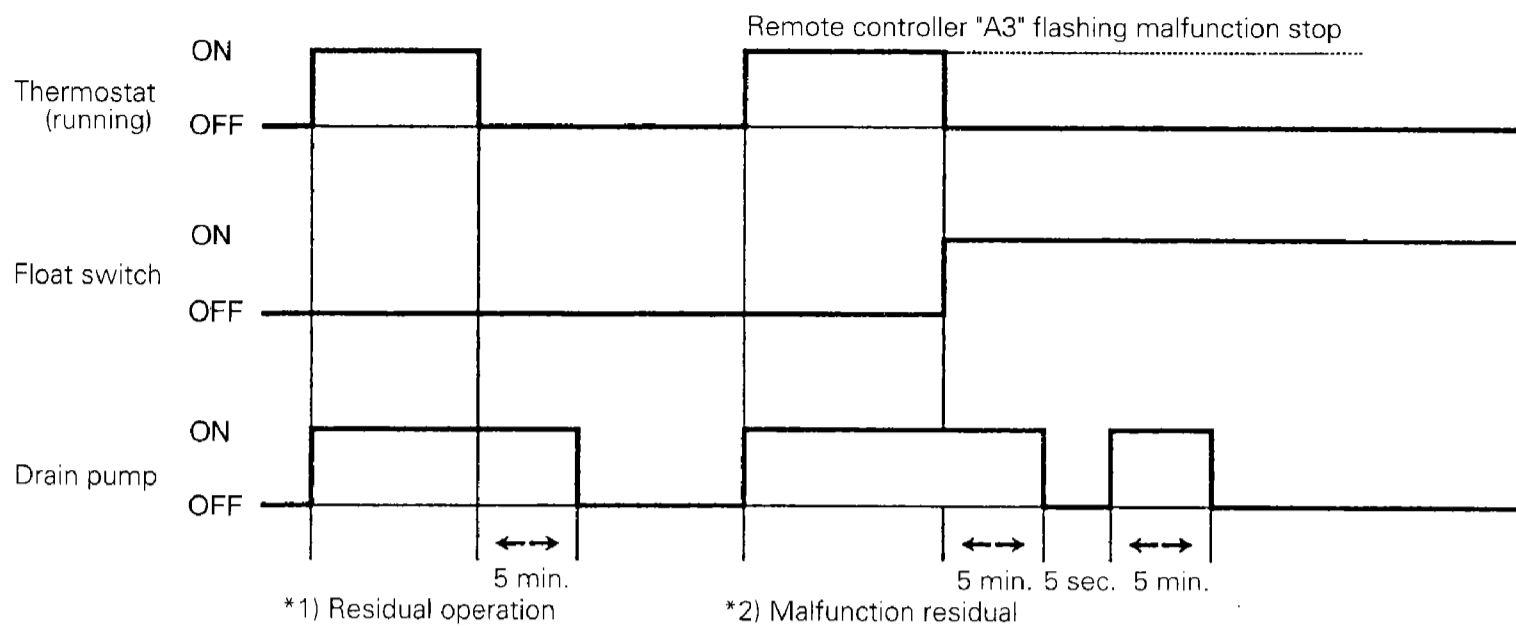 Remote controller "A3" flashing malfunction stop
ON
Thermostat
(running)
OFF
ON
Float switch
OFF
ON
Drain pump
OFF
5 min.
5 min. 5 sec. 5 min.
*1) Residual operation
*2) Malfunction residual